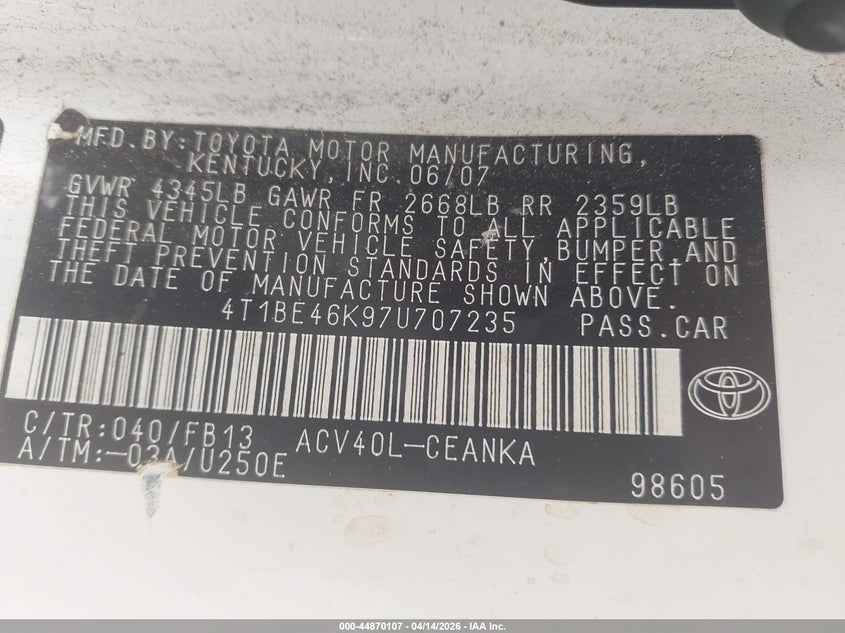 MFD.BY:TOYOTA MOTOR MANUFACTURING,
KENTUCKY,INC.06/07
GVWR 4345LB GAWR FR 2668LB RR 2359LB
THIS VEHICLE CONFORMS TO ALL APPLICABLE
FEDERAL MOTOR VEHICLE SAFETY,BUMPER,AND
THEFT PREVENTION STANDARDS IN EFFECT ON
THE DATE OF MANUFACTURE SHOWN ABOVE.
4T1BE46K97U707235 PASS.CAR
C/TR:040/FB13 ACV40L-CEANKA
A/TM:-03A/U250E
98605
000-44870107 - 04/14/2026 - IAA Inc.